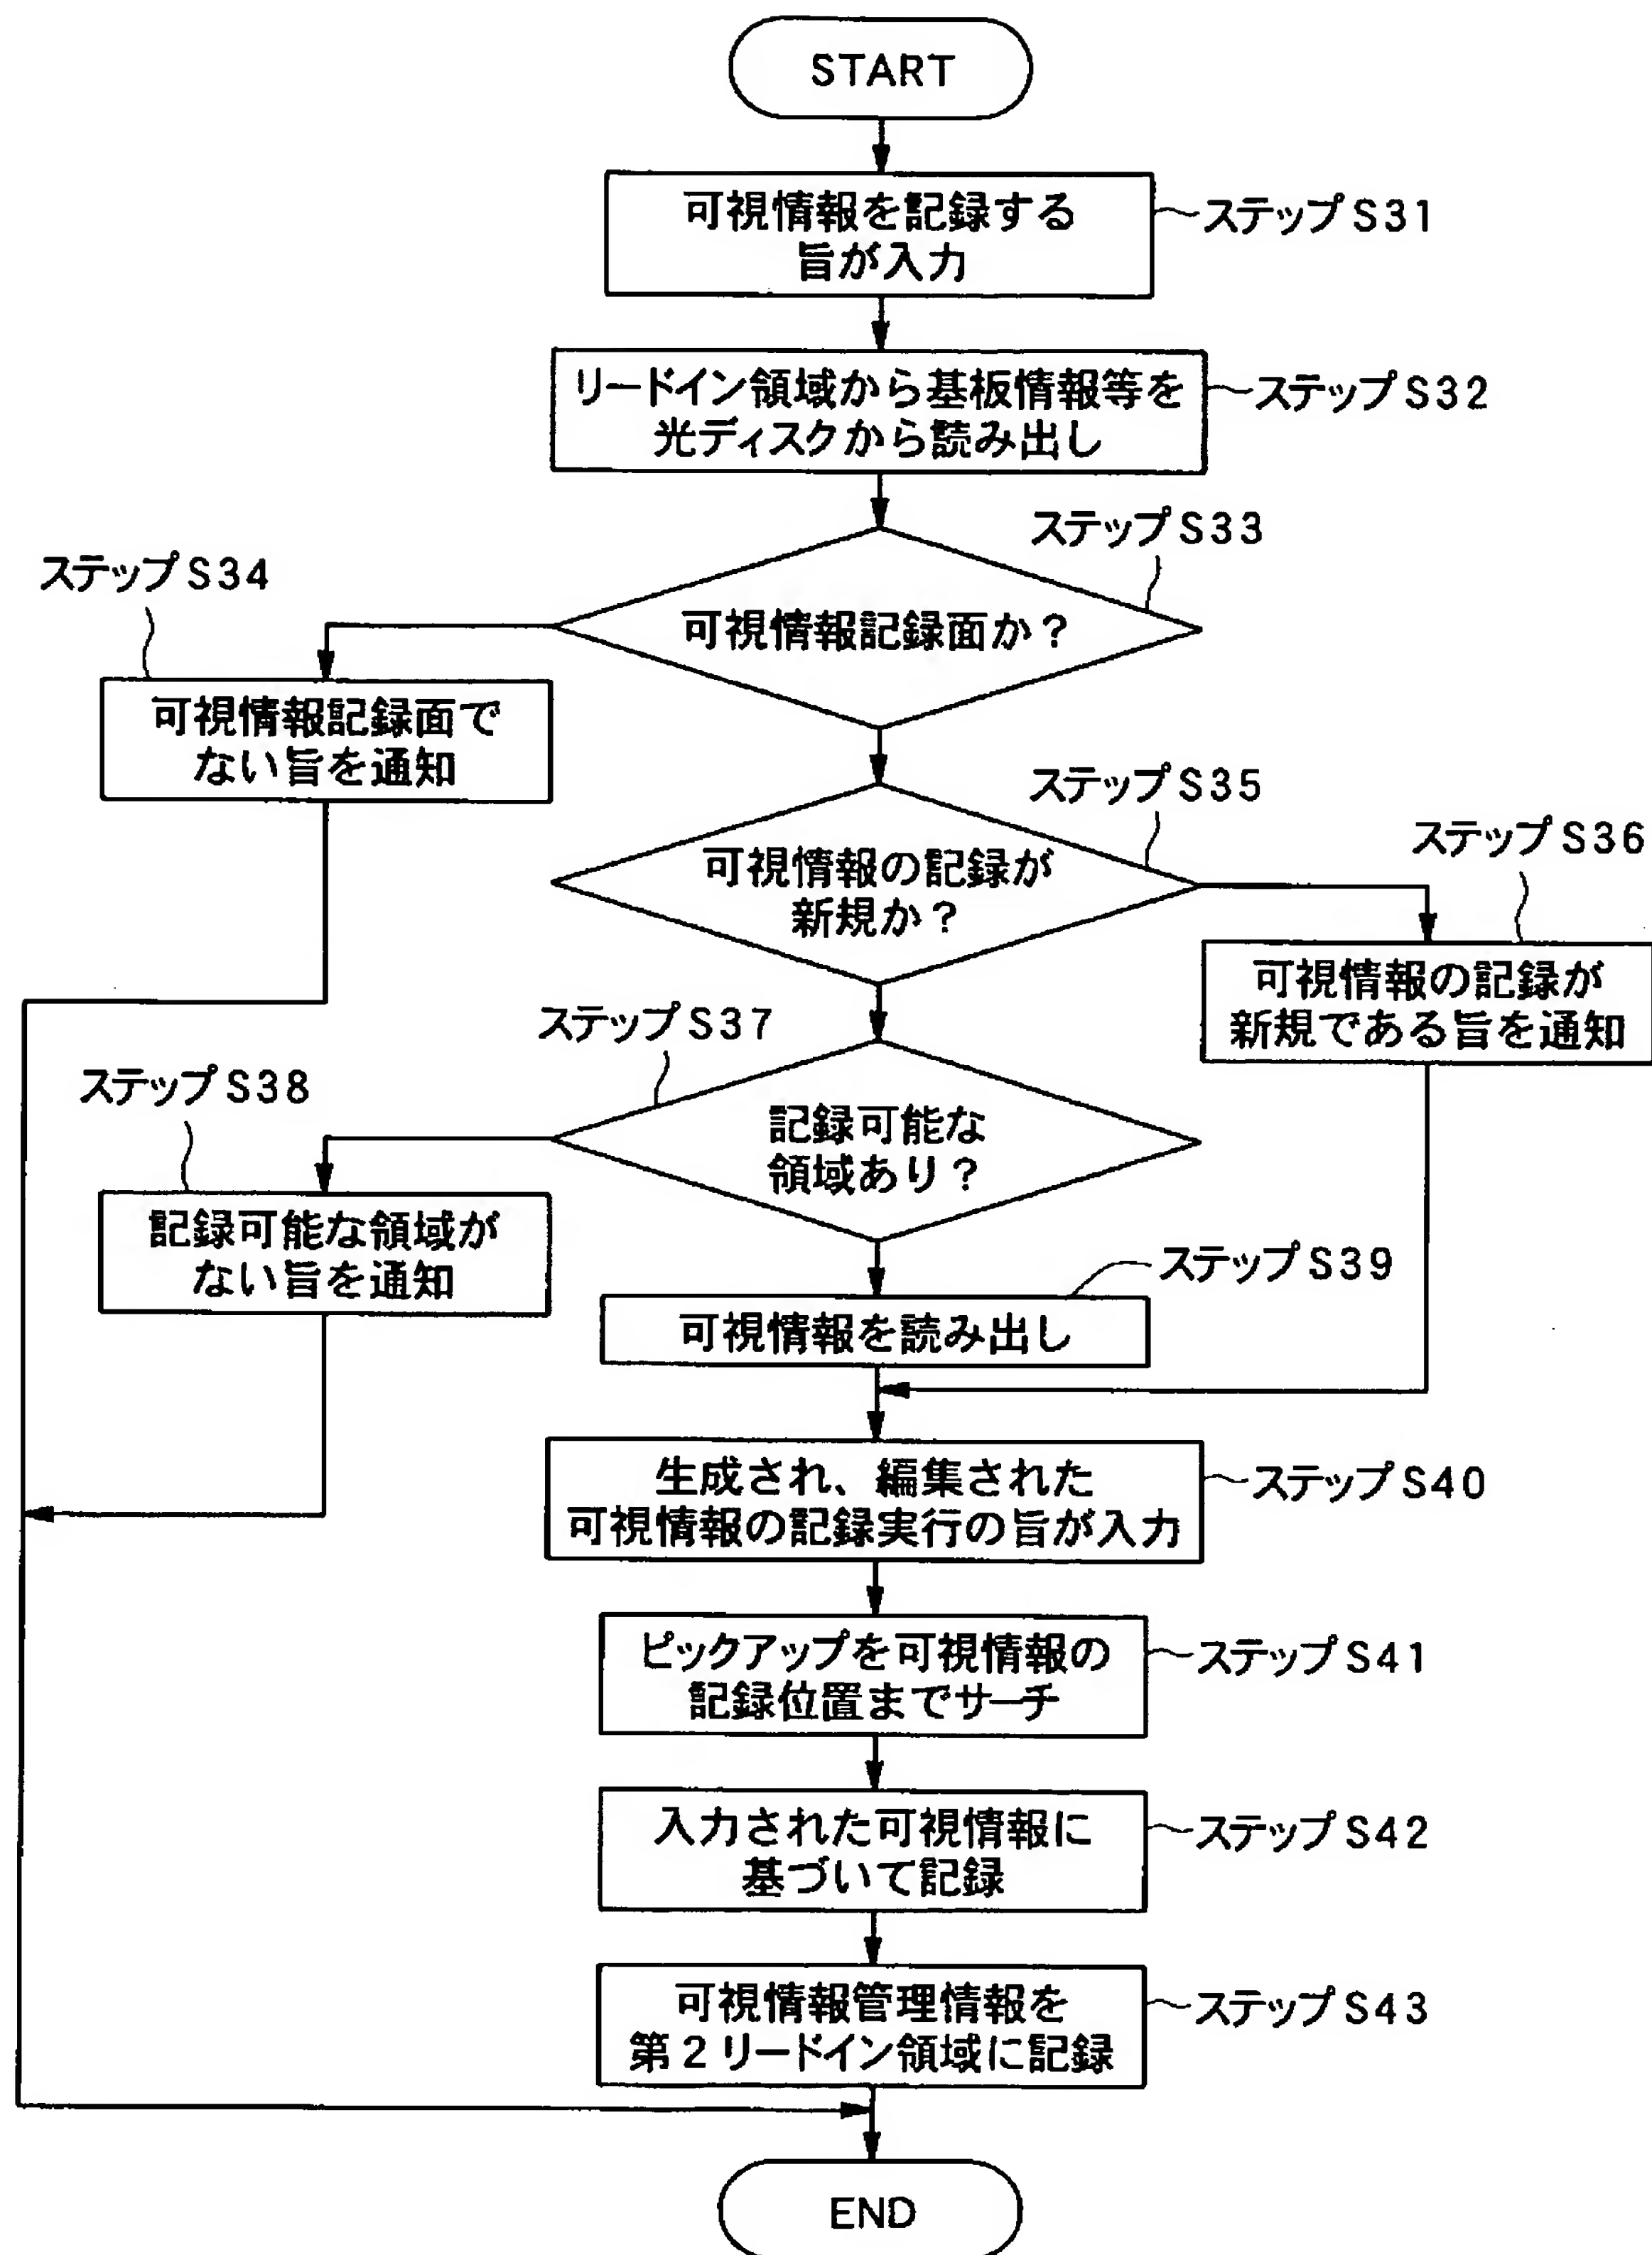 START
可視情報を記録する
旨が入力
ステップS31
リードイン領域から基板情報等を
光ディスクから読み出し
ステップS32
ステップS33
可視情報記録面か？
ステップS34
可視情報記録面で
ない旨を通知
ステップS35
可視情報の記録が
新規か？
ステップS36
可視情報の記録が
新規である旨を通知
ステップS37
記録可能な
領域あり？
ステップS38
記録可能な領域が
ない旨を通知
ステップS39
可視情報を読み出し
生成され、編集された
可視情報の記録実行の旨が入力
ステップS40
ピックアップを可視情報の
記録位置までサーチ
ステップS41
入力された可視情報に
基づいて記録
ステップS42
可視情報管理情報を
第2リードイン領域に記録
ステップS43
END